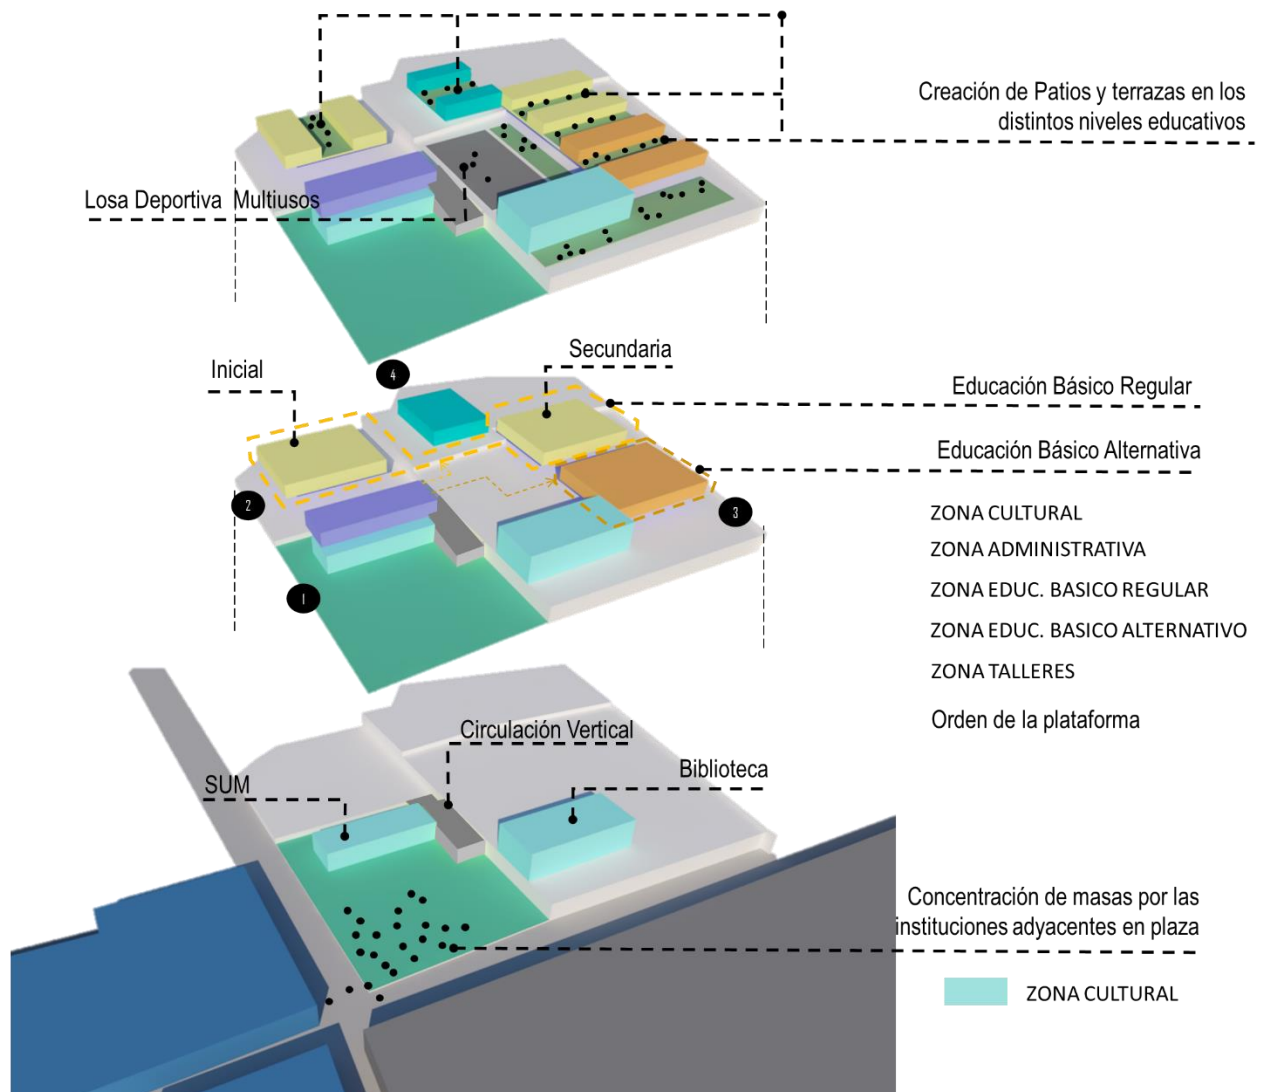 Creación de Patios y terrazas en los
distintos niveles educativos
Losa Deportiva Multiusos
Inicial
Secundaria
4
Educación Básico Regular
Educación Básico Alternativa
2
3
1
ZONA CULTURAL
ZONA ADMINISTRATIVA
ZONA EDUC. BASICO REGULAR
ZONA EDUC. BASICO ALTERNATIVO
ZONA TALLERES
Orden de la plataforma
Circulación Vertical
SUM
Biblioteca
Concentración de masas por las
instituciones adyacentes en plaza
ZONA CULTURAL